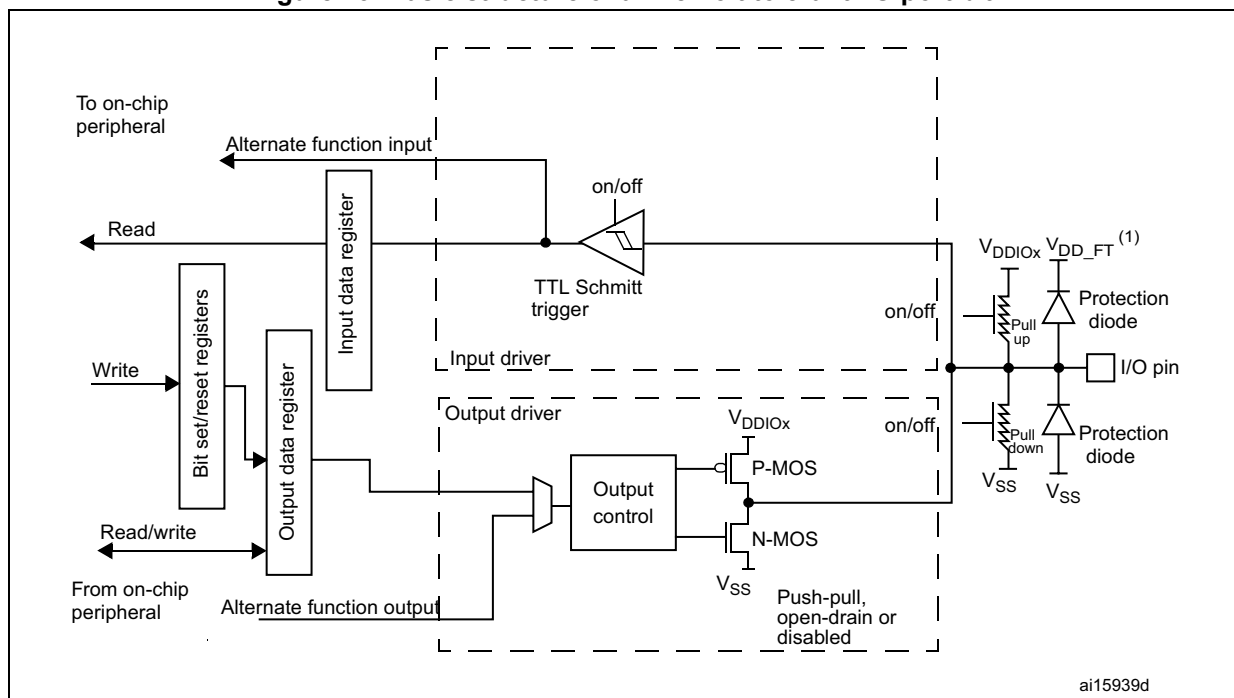 To on-chip
peripheral
Alternate function input
on/off
Read
Input data register
TTL Schmitt
trigger
Input driver
V_DDIOx
V_DD_FT (1)
on/off
Pull
up
Protection
diode
I/O pin
Write
Bit set/reset registers
Output data register
Read/write
From on-chip
peripheral
Alternate function output
Output driver
V_DDIOx
P-MOS
Output
control
N-MOS
V_SS
Push-pull,
open-drain or
disabled
on/off
Pull
down
V_SS
Protection
diode
V_SS
ai15939d